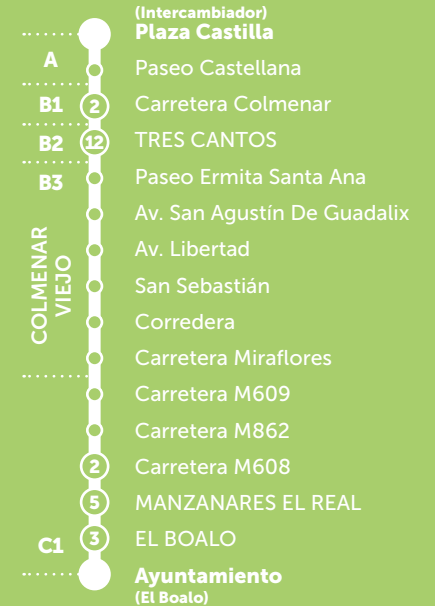 (Intercambiador)
Plaza Castilla
A
Paseo Castellana
B1 2 Carretera Colmenar
B2 12 TRES CANTOS
B3 Paseo Ermita Santa Ana
Av. San Agustín De Guadalix
Av. Libertad
COLMENAR
VIEJO
San Sebastián
Corredera
Carretera Miraflores
Carretera M609
Carretera M862
2 Carretera M608
5 MANZANARES EL REAL
C1 3 EL BOALO
Ayuntamiento
(El Boalo)